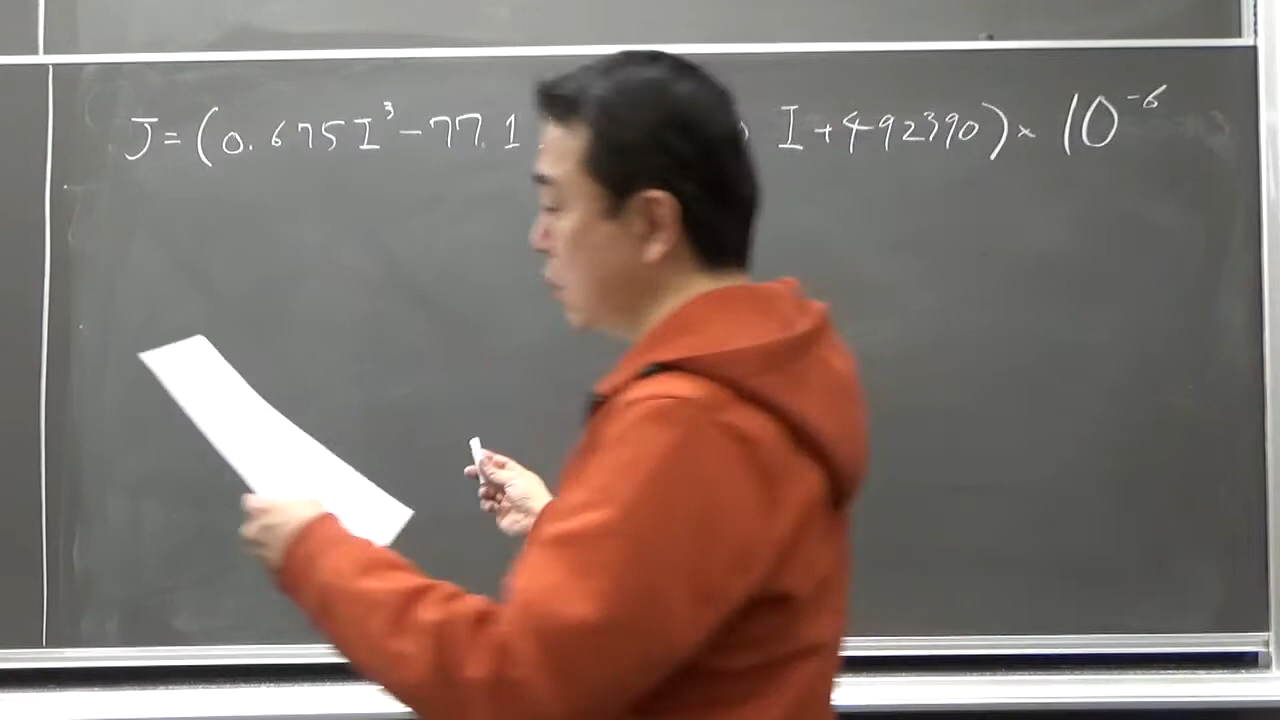 J = (0.675I³ - 77.1 I + 492390) × 10⁻⁶